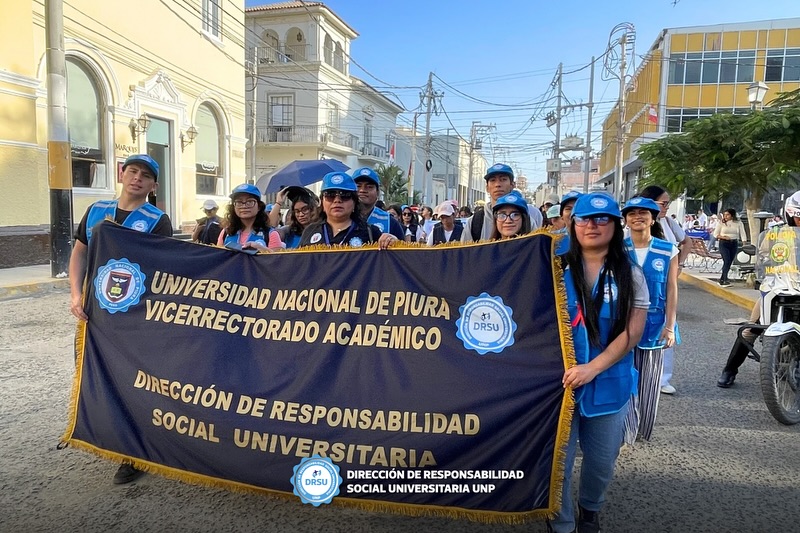 UNIVERSIDAD NACIONAL DE PIURA
VICERRECTORADO ACADÉMICO
DRSU
DIRECCIÓN DE RESPONSABILIDAD
SOCIAL UNIVERSITARIA
DRSU
UNP
DIRECCIÓN DE RESPONSABILIDAD
SOCIAL UNIVERSITARIA UNP